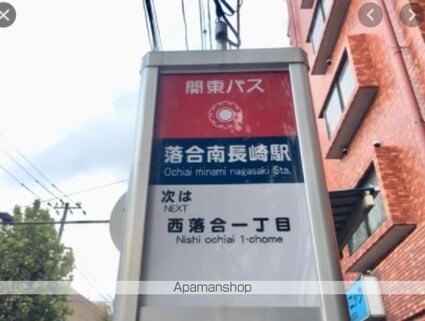 関東バス
落合南長崎駅
Ochiai minami nagasaki Sta.
次は
NEXT
西落合一丁目
Nishi ochiai 1-chome
Apamanshop